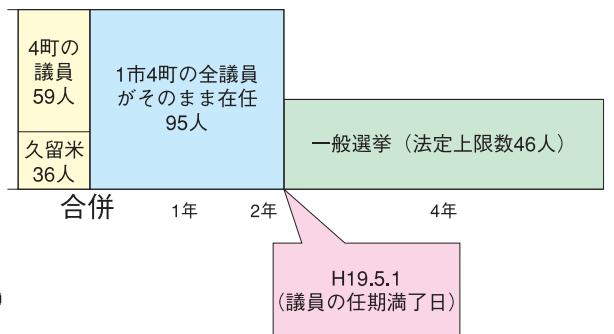 4町の
議員
59人
久留米
36人
1市4町の全議員
がそのまま在任
95人
一般選挙（法定上限数46人）
合併
1年
2年
4年
H19.5.1
（議員の任期満了日）
）